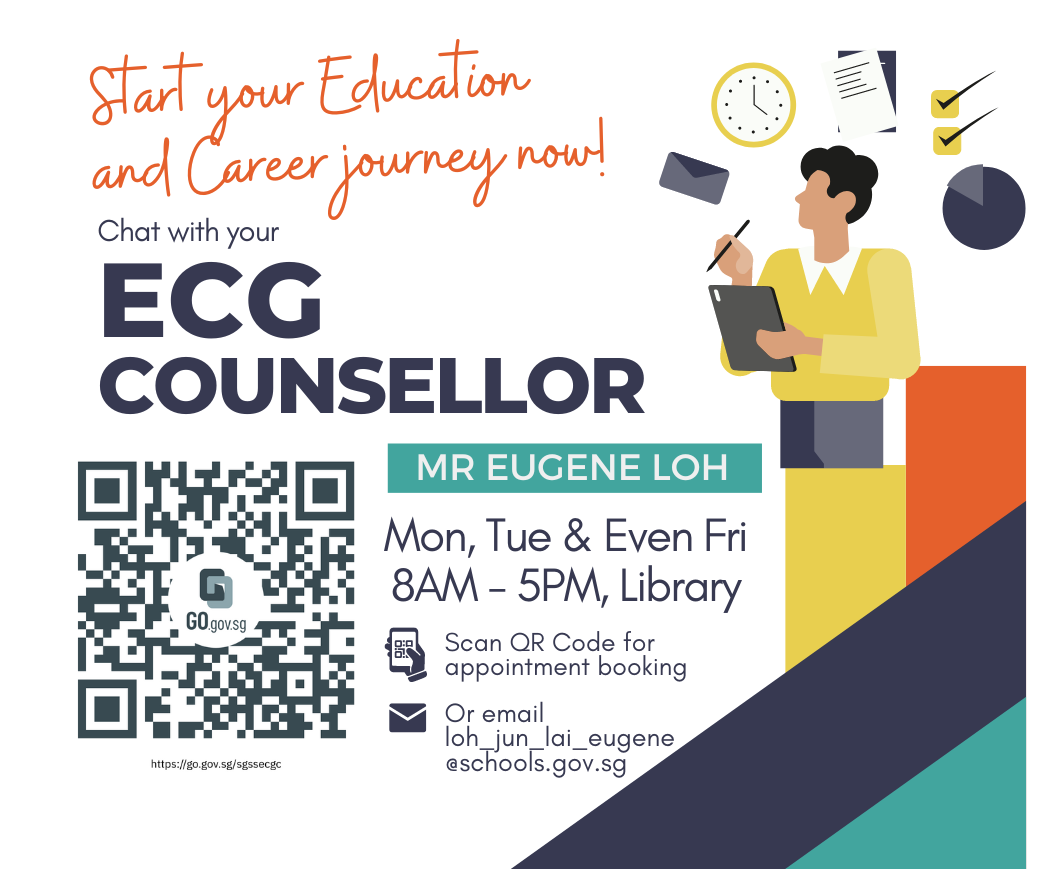 Start your Education
and Career journey now!
Chat with your
ECG
COUNSELLOR
MR EUGENE LOH
Mon, Tue & Even Fri
8AM – 5PM, Library
GO.gov.sg
https://go.gov.sg/sgssecgc
Scan QR Code for
appointment booking
Or email
loh_jun_lai_eugene
@schools.gov.sg